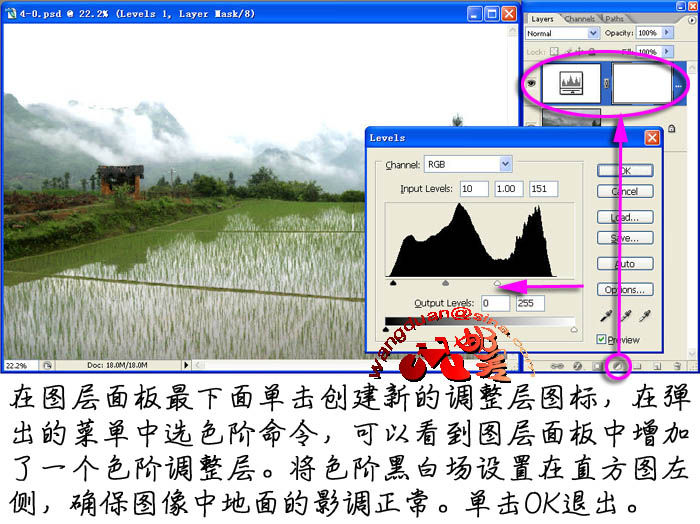 4-0.psd @ 22.2% (Levels 1, Layer Mask/8)
Layers Channels Paths
Normal Opacity: 100%
Lock: Fill: 100%
Levels
Channel: RGB
OK
Input Levels: 10 1.00 151
Cancel
Load...
Save...
Auto
Options...
Output Levels: 0 255
Preview
wangquan@sina.com
22.2% Doc: 18.0M/18.0M
在图层面板最下面单击创建新的调整层图标，在弹
出的菜单中选色阶命令，可以看到图层面板中增加
了一个色阶调整层。将色阶黑白场设置在直方图左
侧，确保图像中地面的影调正常。单击OK退出。